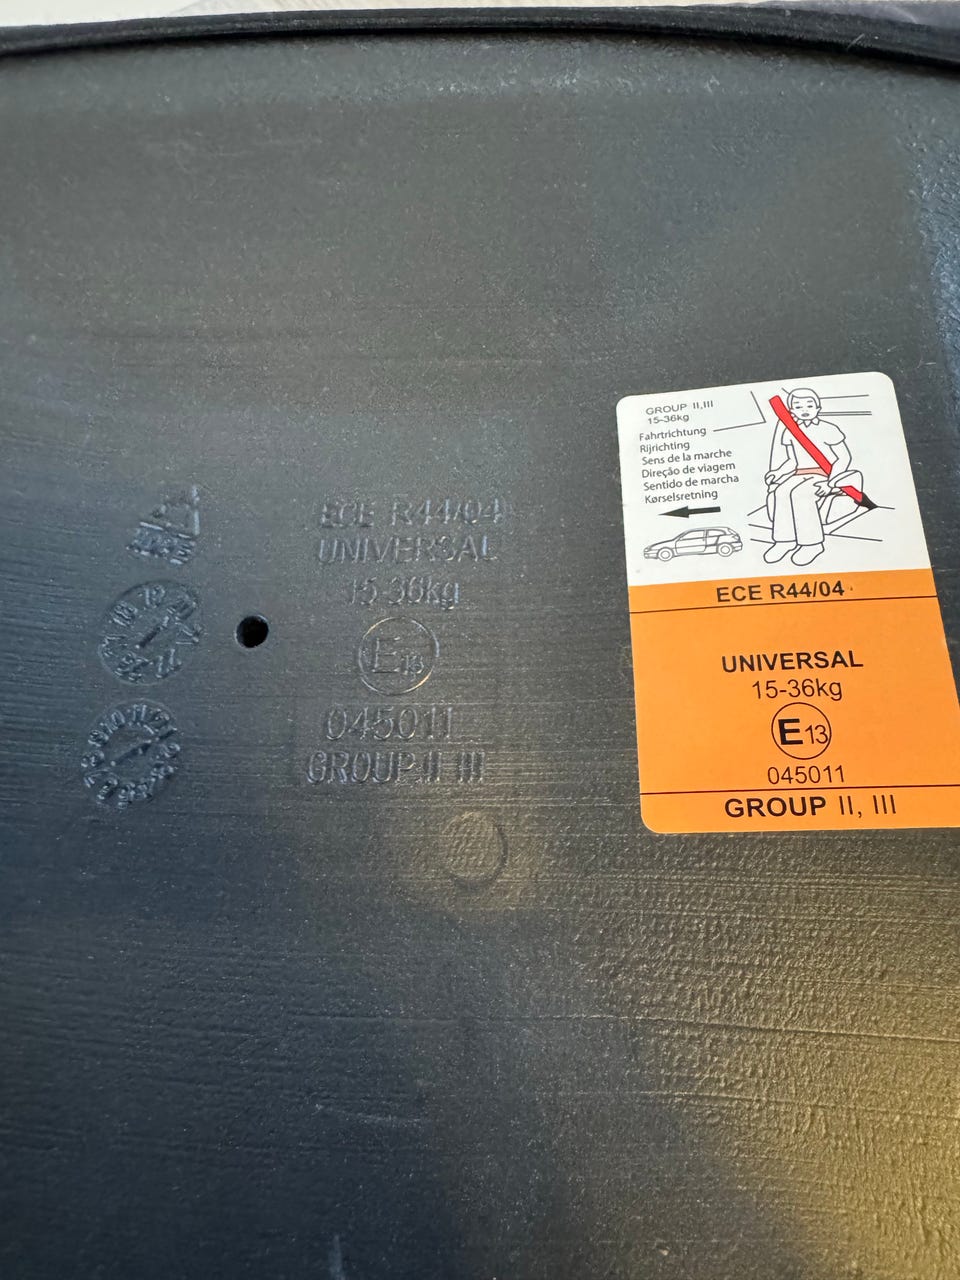 ECE R44/04
UNIVERSAL
15-36kg
E13
045011
GROUP II III
GROUP II,III
15-36kg
Fahrtrichtung
Rijrichting
Sens de la marche
Direção de viagem
Sentido de marcha
Kørselsretning
ECE R44/04
UNIVERSAL
15-36kg
E13
045011
GROUP II, III